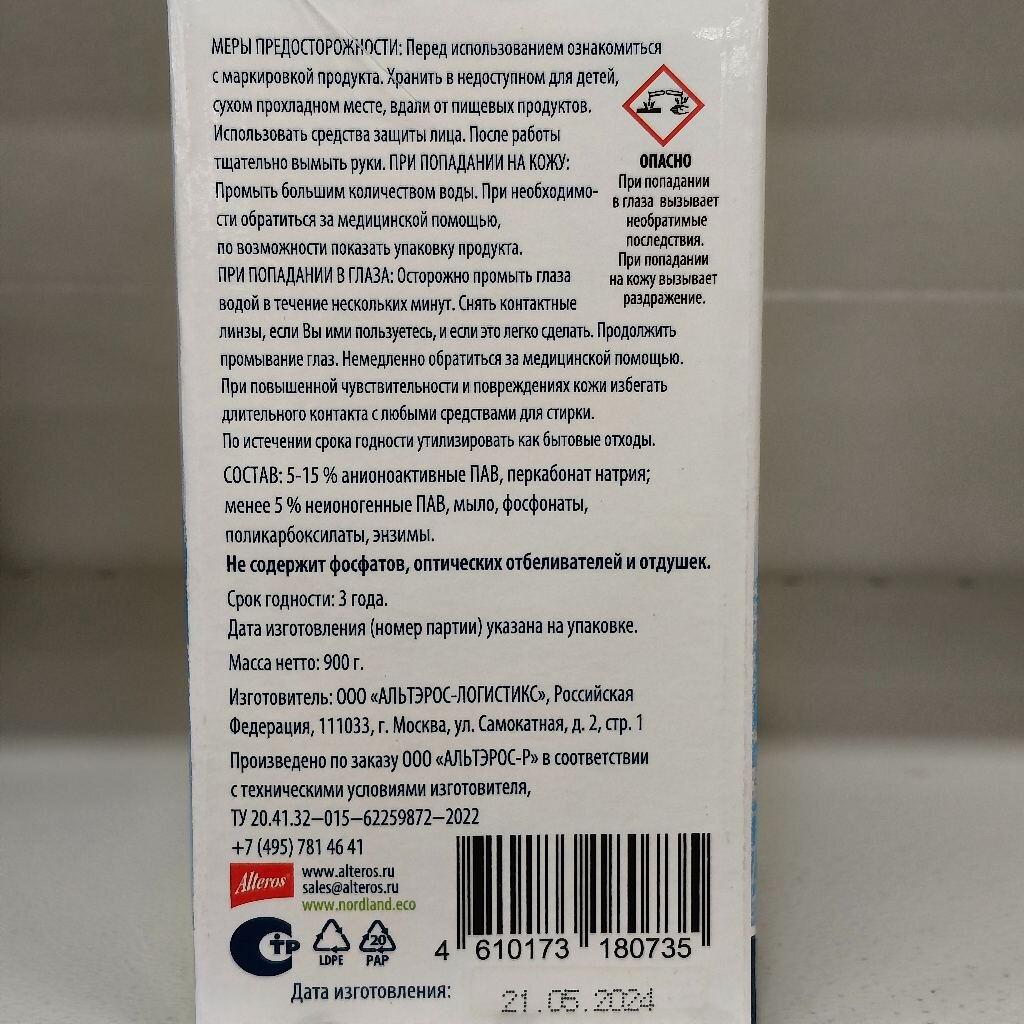 МЕРЫ ПРЕДОСТОРОЖНОСТИ: Перед использованием ознакомиться
с маркировкой продукта. Хранить в недоступном для детей,
сухом прохладном месте, вдали от пищевых продуктов.
Использовать средства защиты лица. После работы
тщательно вымыть руки. ПРИ ПОПАДАНИИ НА КОЖУ:
Промыть большим количеством воды. При необходимо-
сти обратиться за медицинской помощью,
по возможности показать упаковку продукта.
ПРИ ПОПАДАНИИ В ГЛАЗА: Осторожно промыть глаза
водой в течение нескольких минут. Снять контактные
линзы, если Вы ими пользуетесь, и если это легко сделать. Продолжить
промывание глаз. Немедленно обратиться за медицинской помощью.
При повышенной чувствительности и повреждениях кожи избегать
длительного контакта с любыми средствами для стирки.
По истечении срока годности утилизировать как бытовые отходы.
ОПАСНО
При попадании
в глаза вызывает
необратимые
последствия.
При попадании
на кожу вызывает
раздражение.
СОСТАВ: 5-15 % анионоактивные ПАВ, перкабонат натрия;
менее 5 % неионогенные ПАВ, мыло, фосфонаты,
поликарбоксилаты, энзимы.
Не содержит фосфатов, оптических отбеливателей и отдушек.
Срок годности: 3 года.
Дата изготовления (номер партии) указана на упаковке.
Масса нетто: 900 г.
Изготовитель: ООО «АЛЬТЭРОС-ЛОГИСТИКС», Российская
Федерация, 111033, г. Москва, ул. Самокатная, д. 2, стр. 1
Произведено по заказу ООО «АЛЬТЭРОС-Р» в соответствии
с техническими условиями изготовителя,
ТУ 20.41.32–015–62259872–2022
+7 (495) 781 46 41
Alteros
www.alteros.ru
sales@alteros.ru
www.nordland.eco
СТР
LDPE
20
PAP
4 610173 180735
Дата изготовления:
21.05.2024